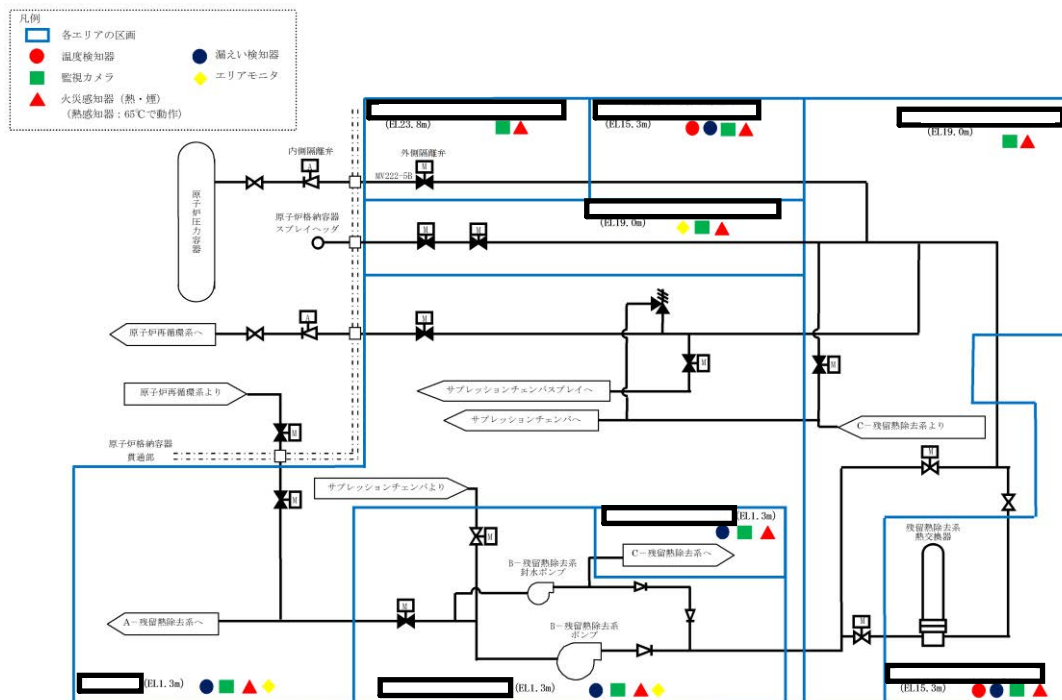 凡例
各エリアの区画
温度検知器
漏えい検知器
監視カメラ
エリアモニタ
火災感知器（熱・煙）
（熱感知器：65℃で動作）
(EL23.8m)
(EL15.3m)
(EL19.0m)
内側隔離弁
外側隔離弁
A
M
MV222-5B
原子炉圧力容器
原子炉格納容器
スプレイヘッダ
(EL19.0m)
M
M
原子炉再循環系へ
A
M
M
M
原子炉再循環系より
サプレッションチェンバスプレイへ
サプレッションチェンバへ
C－残留熱除去系より
M
原子炉格納容器
貫通部
M
サプレッションチェンバより
M
M
(EL1.3m)
残留熱除去系
熱交換器
B－残留熱除去系
封水ポンプ
C－残留熱除去系へ
A－残留熱除去系へ
M
B－残留熱除去系
ポンプ
M
(EL1.3m)
(EL1.3m)
(EL15.3m)